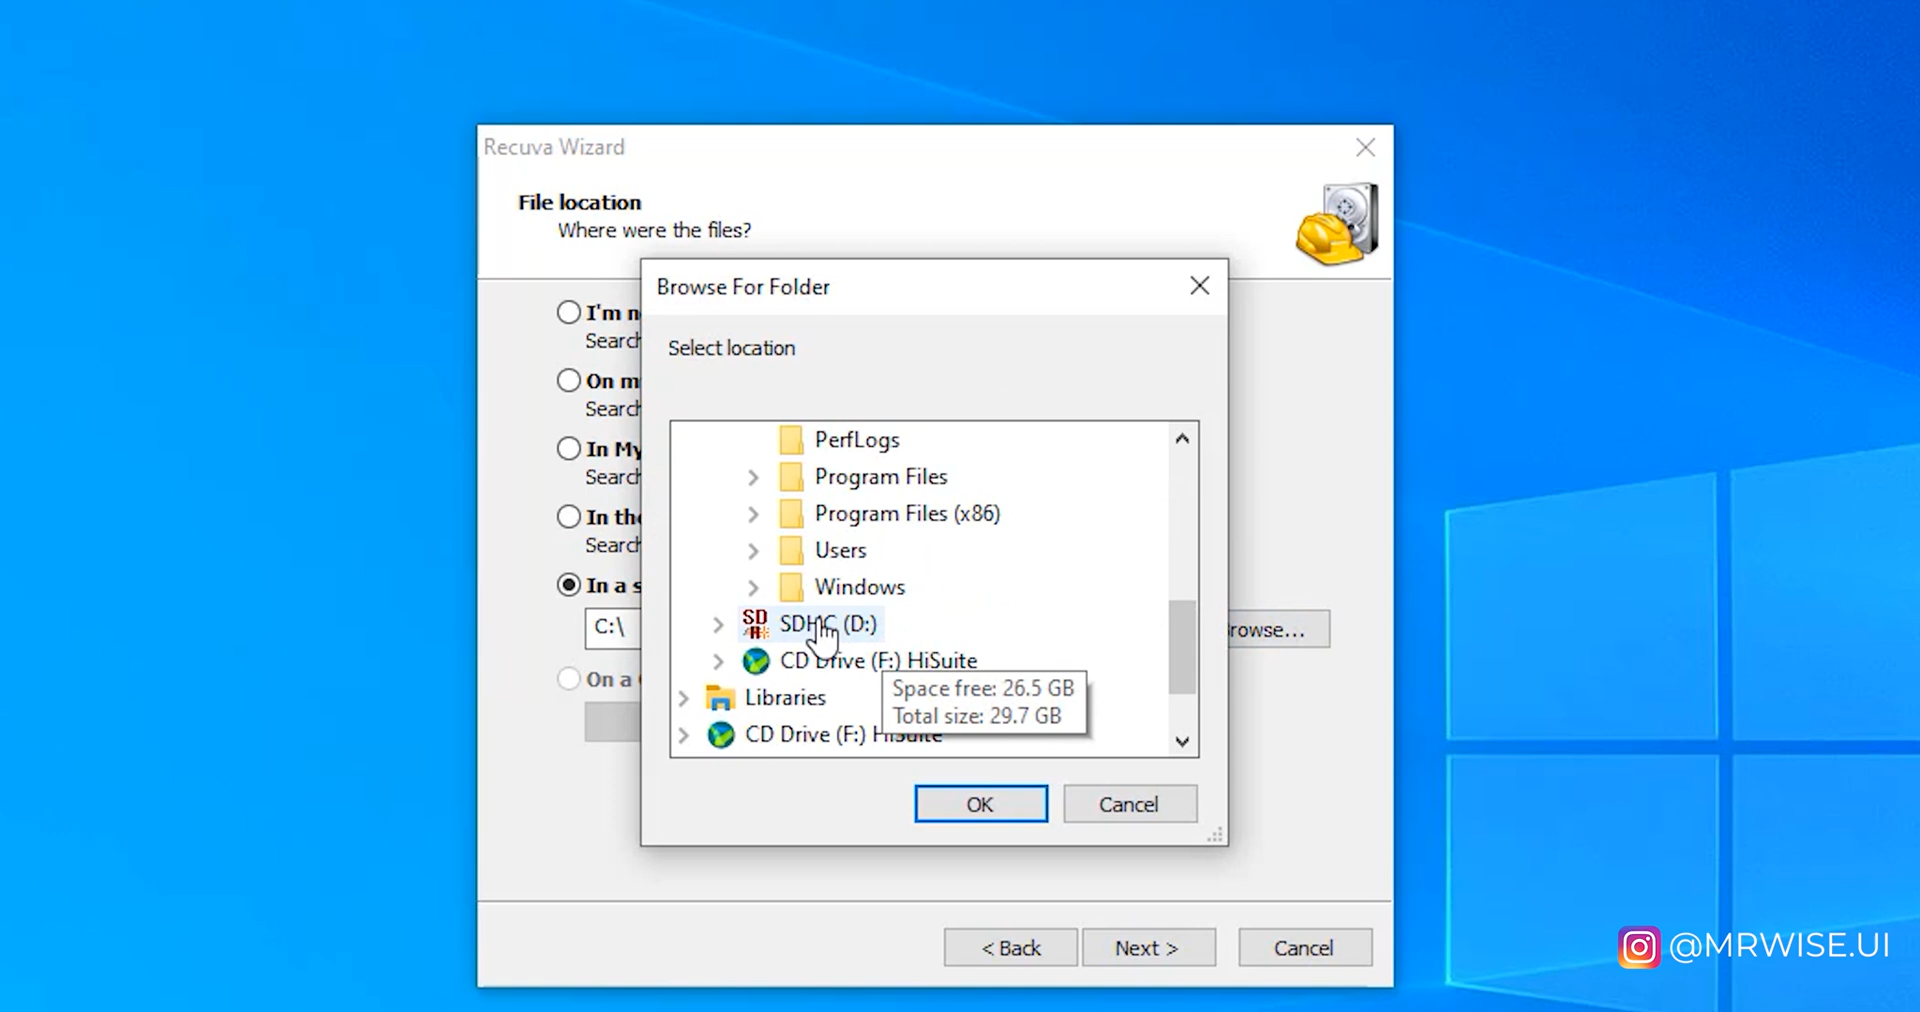 Recuva Wizard
File location
Where were the files?
Browse For Folder
Select location
I'm n
Search
On m
Search
In My
Search
In the
Search
In a s
C:\
Browse...
On a
PerfLogs
Program Files
Program Files (x86)
Users
Windows
SD
SDHC (D:)
CD Drive (F:) HiSuite
Libraries
Space free: 26.5 GB
Total size: 29.7 GB
CD Drive (F:) HiSuite
OK
Cancel
< Back
Next >
Cancel
@MRWISE.UI